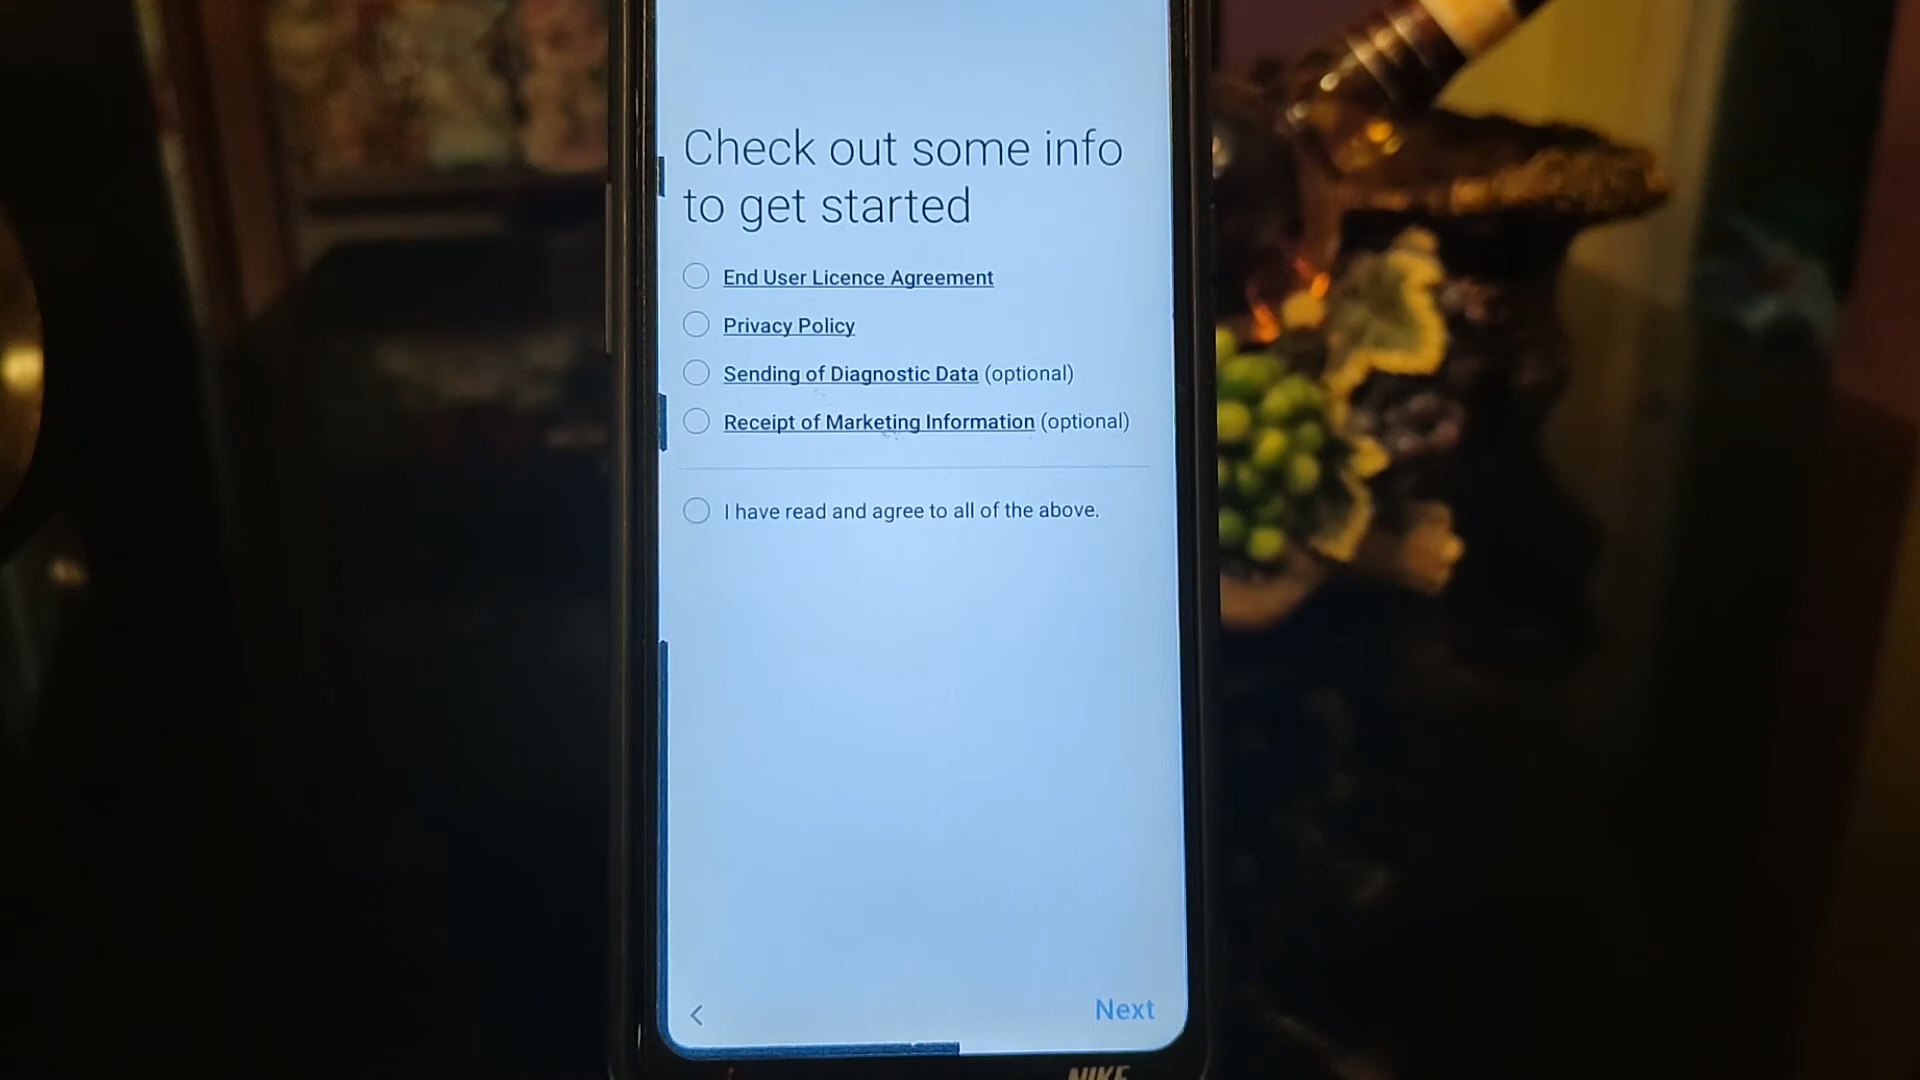 Check out some info
to get started
End User Licence Agreement
Privacy Policy
Sending of Diagnostic Data (optional)
Receipt of Marketing Information (optional)
I have read and agree to all of the above.
Next
NIKE